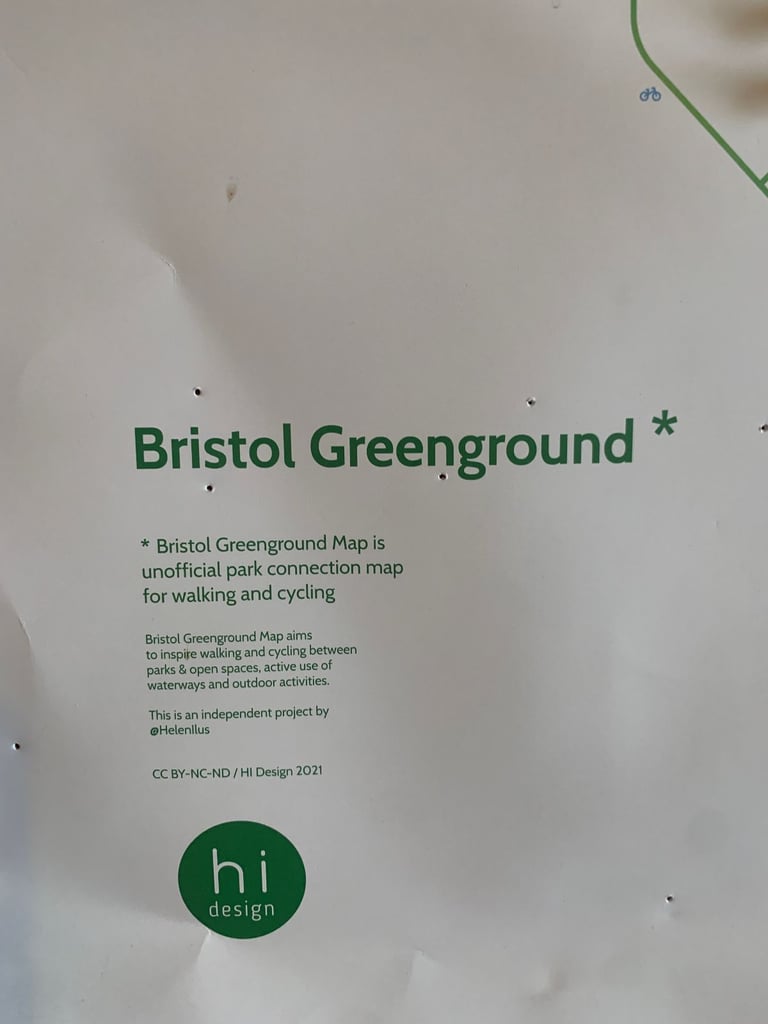 Bristol Greenground *
* Bristol Greenground Map is
unofficial park connection map
for walking and cycling
Bristol Greenground Map aims
to inspire walking and cycling between
parks & open spaces, active use of
waterways and outdoor activities.
This is an independent project by
@HelenIlus
CC BY-NC-ND / HI Design 2021
hi
design